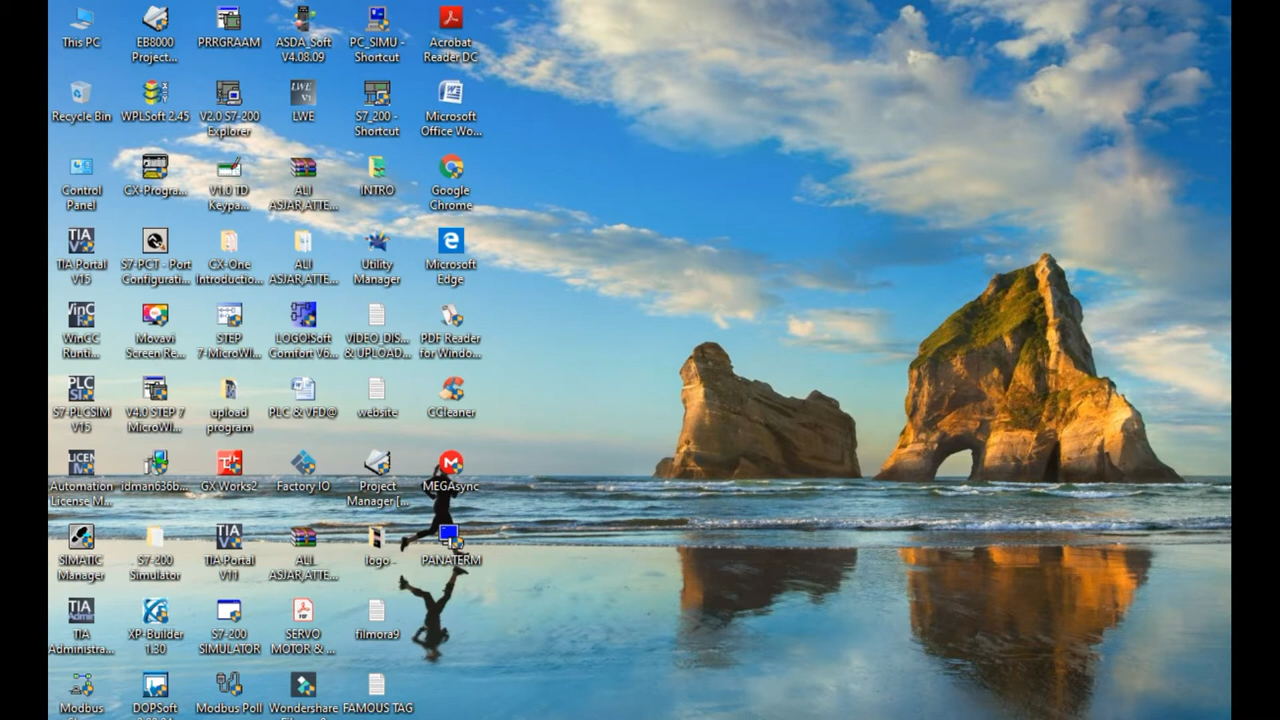 This PC
EB8000
Project...
PRRGRAAM
ASDA_Soft
V4.08.09
PC_SIMU -
Shortcut
Acrobat
Reader DC
Recycle Bin
WPLSoft 2.45
V2.0 S7-200
Explorer
LWE
S7_200 -
Shortcut
Microsoft
Office Wo...
Control
Panel
CX-Progra...
V1.0 TD
Keypa...
ALI
ASJAR,ATTE...
INTRO
Google
Chrome
TIA Portal
V15
S7-PCT - Port
Configurati...
CX-One
Introductio...
ALI
ASJAR,ATTE...
Utility
Manager
Microsoft
Edge
WinCC
Runti...
Movavi
Screen Re...
STEP
7-MicroWI...
LOGO!Soft
Comfort V6...
VIDEO_DIS...
& UPLOAD...
PDF Reader
for Windo...
S7-PLCSIM
V15
V4.0 STEP 7
MicroWI...
upload
program
PLC & VFD@
website
CCleaner
Automation
License M...
idman636b...
GX Works2
Factory IO
Project
Manager [...
MEGAsync
SIMATIC
Manager
S7-200
Simulator
TIA Portal
V11
ALI
ASJAR,ATTE...
logo
PANATERM
TIA
Administra...
XP-Builder
1.30
S7-200
SIMULATOR
SERVO
MOTOR & ...
filmora9
Modbus
DOPSoft
Modbus Poll
Wondershare
FAMOUS TAG